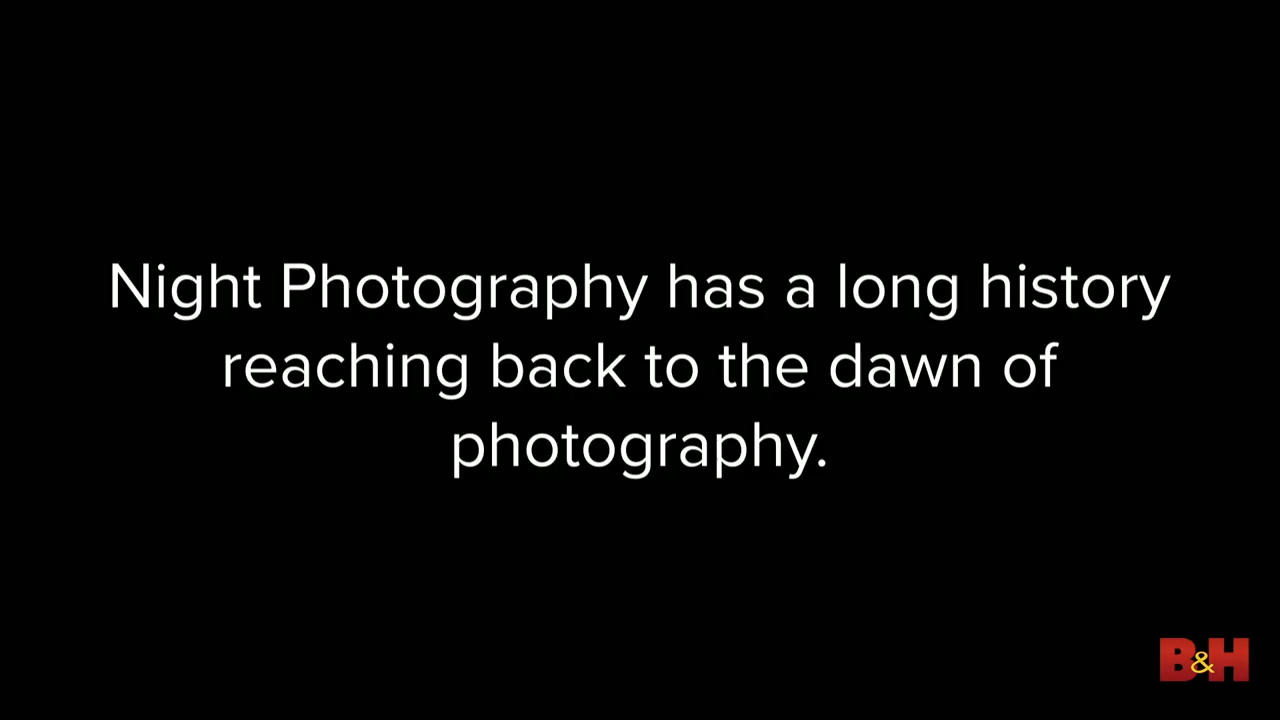 Night Photography has a long history
reaching back to the dawn of
photography.
B&H